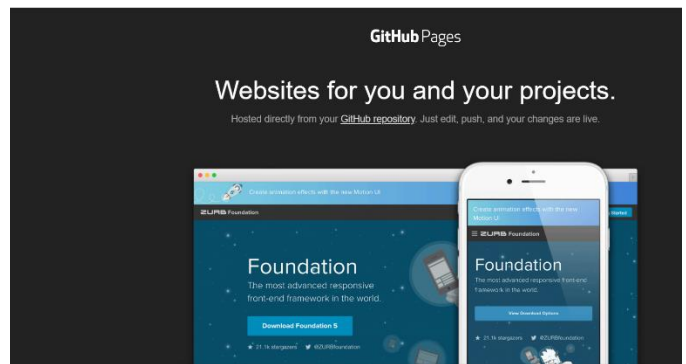 GitHub Pages
Websites for you and your projects.
Hosted directly from your GitHub repository. Just edit, push, and your changes are live.
Create animation effects with the new Motion UI
ZURB Foundation
Foundation
The most advanced responsive
front-end framework in the world.
Download Foundation 5
21.1k stargazers @ZURBfoundation
Create animation effects with the new
Motion UI
ZURB Foundation
Foundation
The most advanced responsive front-end
framework in the world.
View Download Options
21.1k stargazers @ZURBfoundation